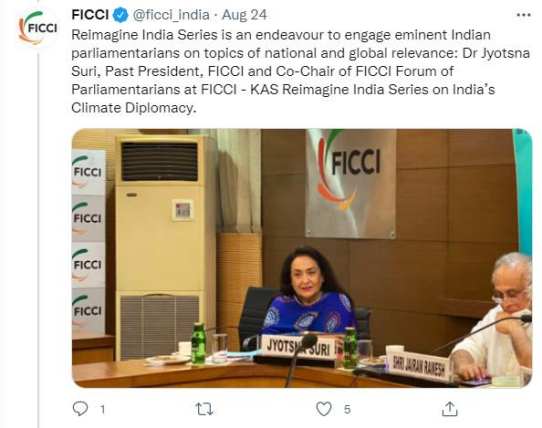 FICCI @ficci_india · Aug 24
Reimagine India Series is an endeavour to engage eminent Indian
parliamentarians on topics of national and global relevance: Dr Jyotsna
Suri, Past President, FICCI and Co-Chair of FICCI Forum of
Parliamentarians at FICCI - KAS Reimagine India Series on India's
Climate Diplomacy.
FICCI
FICCI
FICCI
FICCI
FICCI
FICCI
JYOTSNA SURI
SHRI JAIRAM RAMESH
1
5